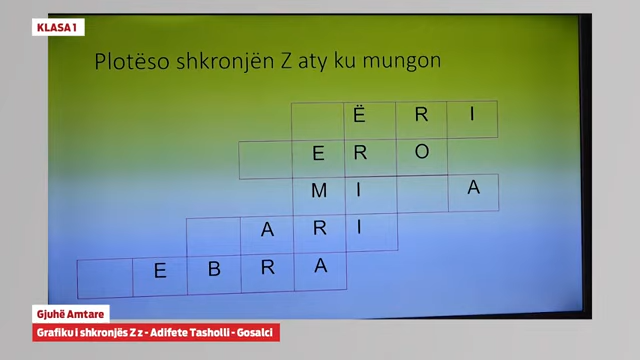 KLASA 1
Plotëso shkronjën Z aty ku mungon
Ë R I
E R O
M I A
A R I
E B R A
Gjuhë Amtare
Grafiku i shkronjës Z z - Adifete Tasholli - Gosalci